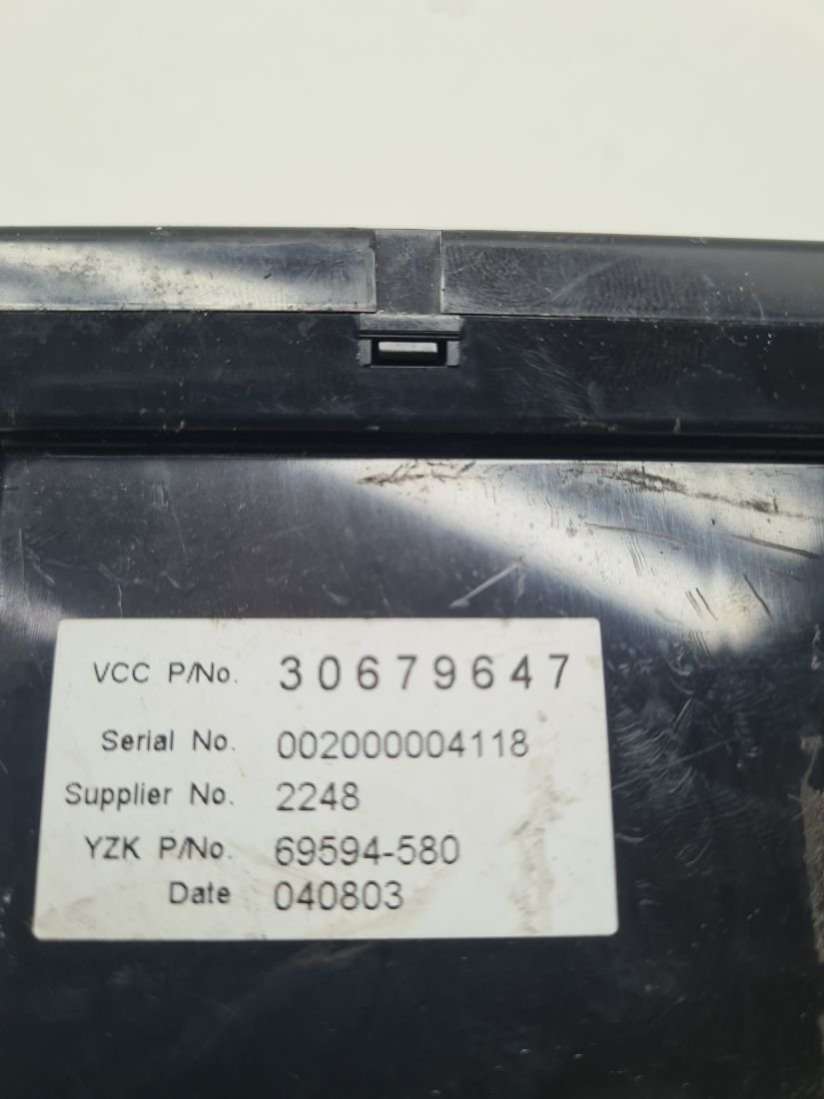 VCC P/No. 30679647
Serial No. 002000004118
Supplier No. 2248
YZK P/No. 69594-580
Date 040803